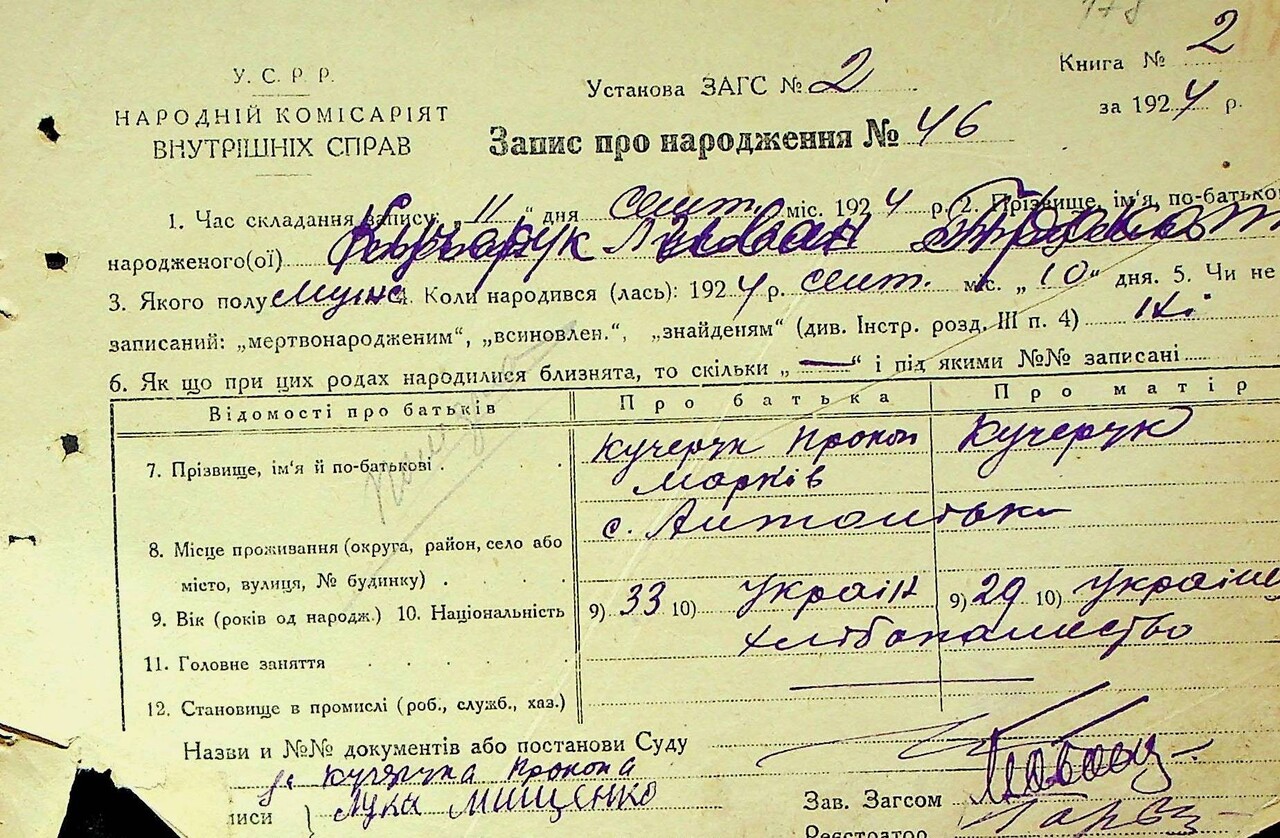 178
У. С. Р. Р.
НАРОДНІЙ КОМІСАРІЯТ
ВНУТРІШНІХ СПРАВ
Установа ЗАГС № 2
Книга № 2
за 1924 р.
Запис про народження № 46
1. Час складання запису: „11“ дня сент. міс. 1924 р. 2. Прізвище, ім'я, по-батько
народженого(ої) Кучерук
3. Якого полу муж 4. Коли народився (лась): 1924 р. сент. міс. „10“ дня. 5. Чи не
записаний: „мертвонародженим“, „всиновлен.“, „знайденям“ (див. Інстр. розд. III п. 4) Ні
6. Як що при цих родах народилися близнята, то скільки „—“ і під якими №№ записані
Відомості про батьків Про батька Про матір
7. Прізвище, ім'я й по-батькові Кучерук Прокоп Кучерук
Марків
с.
8. Місце проживання (округа, район, село або
місто, вулиця, № будинку)
9. Вік (років од народж.) 10. Національність 9) 33 10) Україн 9) 29 10) Україн
11. Головне заняття
12. Становище в промислі (роб., служб., хаз.)
Назви и №№ документів або постанови Суду
Кучерука Прокопа
иси } Лука Мищенко
Зав. Загсом
Реєстратор